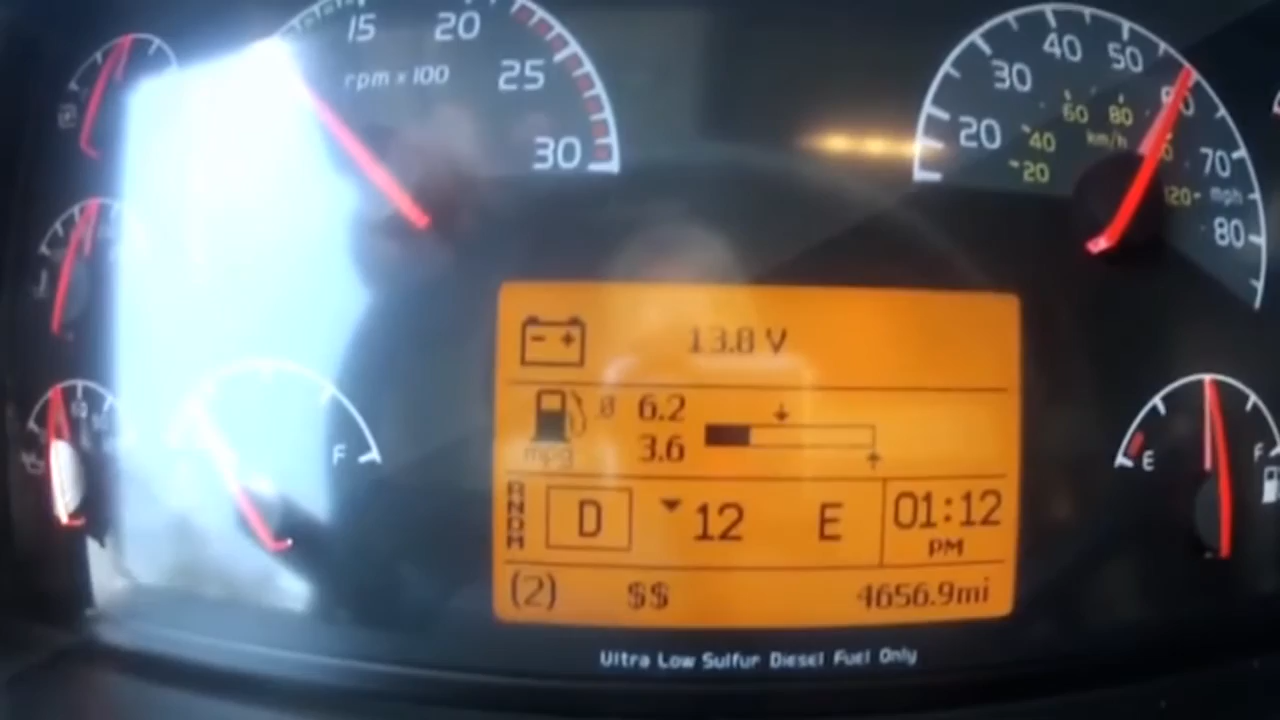 15 20 25 30
rpm x 100
20 30 40 50 60 70 80
mph
20 40 60 80 120
km/h
F
E F
13.8 V
mpg
ø 6.2
3.6
RNDM
D 12 E
01:12
PM
(2) $$ 4656.9mi
Ultra Low Sulfur Diesel Fuel Only